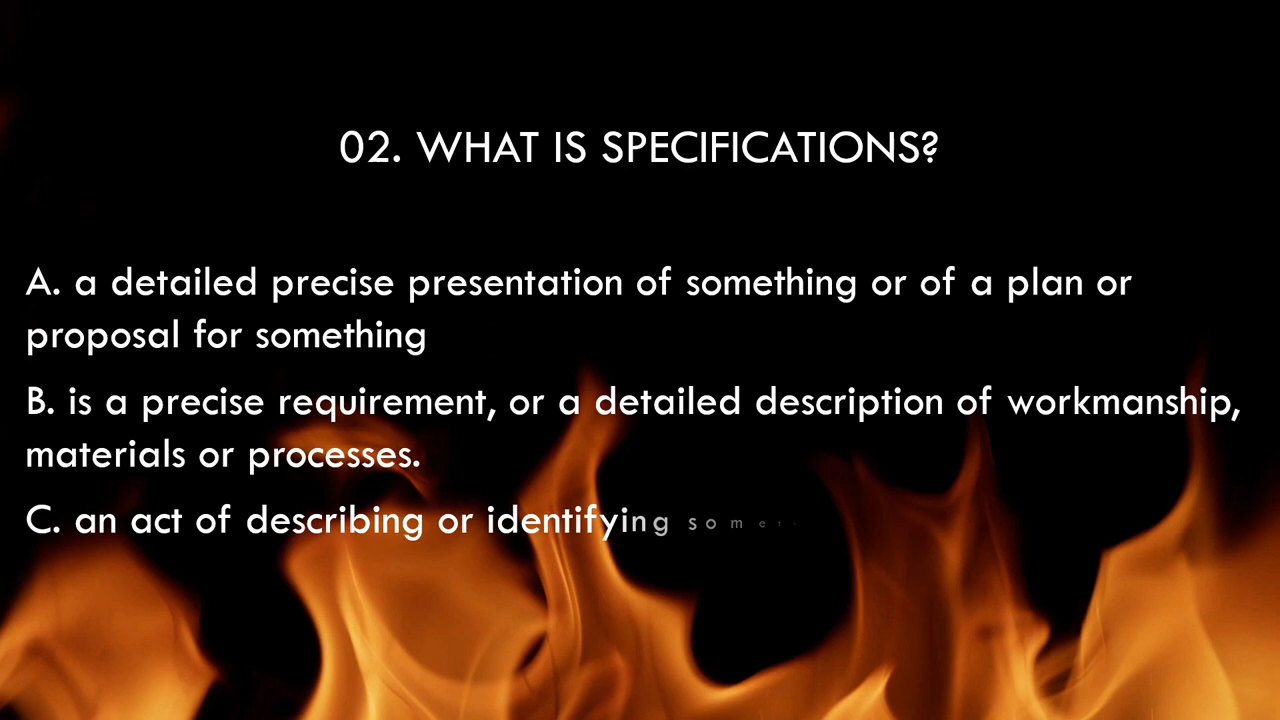 02. WHAT IS SPECIFICATIONS?
A. a detailed precise presentation of something or of a plan or
proposal for something
B. is a precise requirement, or a detailed description of workmanship,
materials or processes.
C. an act of describing or identifying